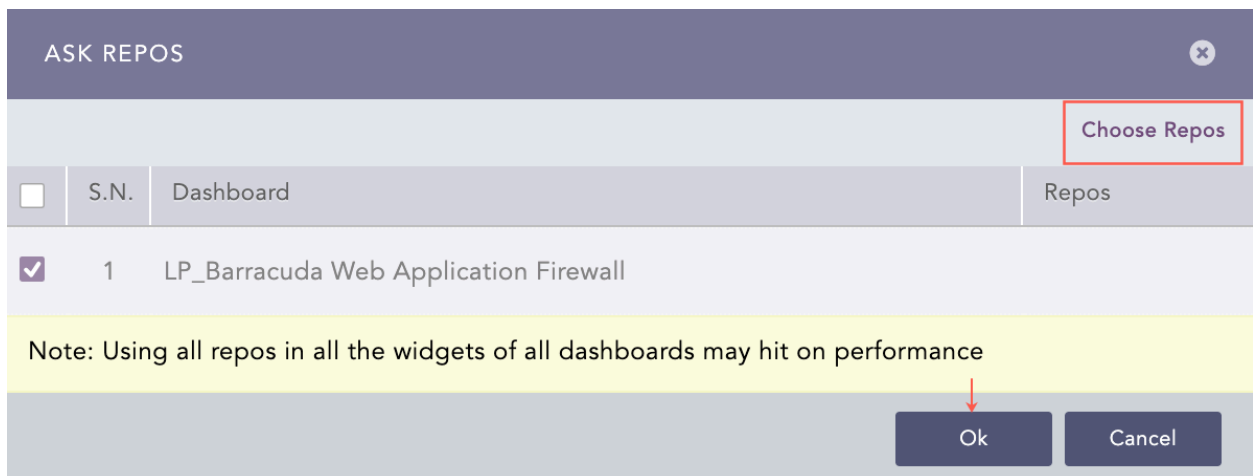 ASK REPOS
Choose Repos
S.N. Dashboard Repos
1 LP_Barracuda Web Application Firewall
Note: Using all repos in all the widgets of all dashboards may hit on performance
Ok Cancel